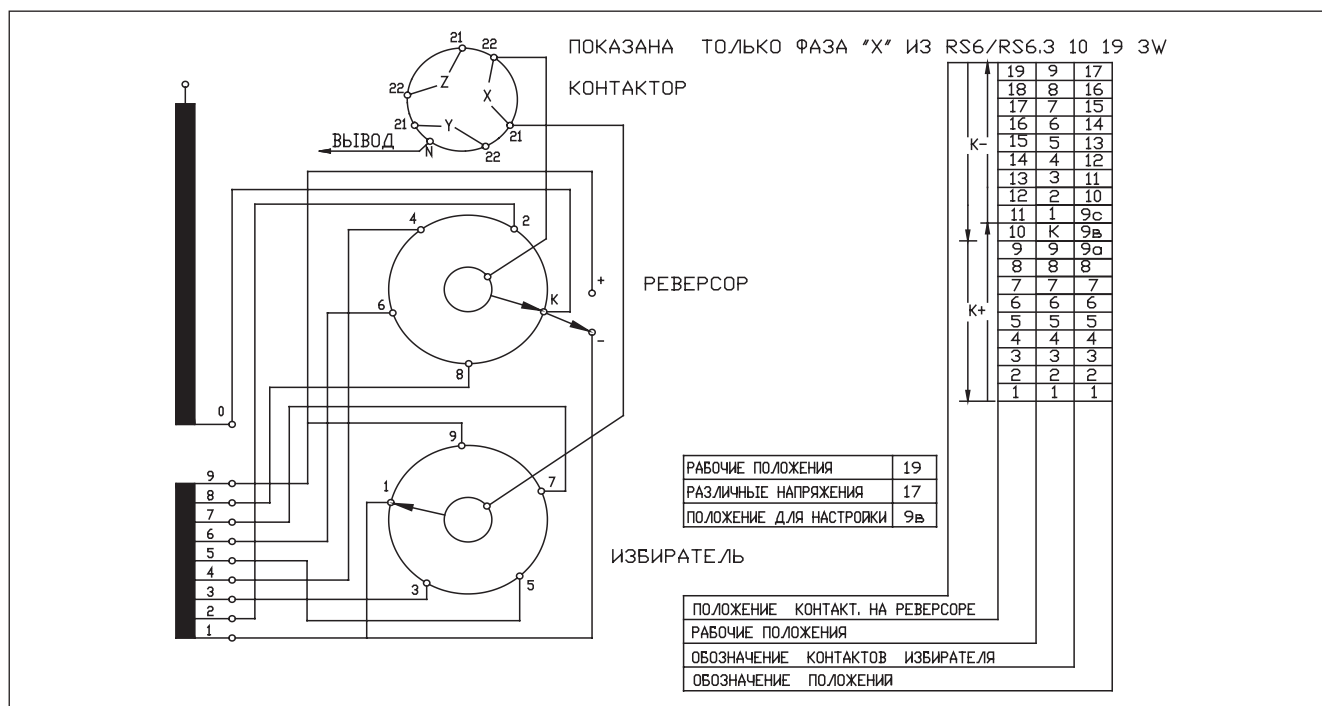 ПОКАЗАНА ТОЛЬКО ФАЗА "X" ИЗ RS6/RS6.3 10 19 3W
КОНТАКТОР
21
22
Z
22
X
21
Y
21
N
22
ВЫВОД
4
2
6
K
8
+
-
РЕВЕРСОР
0
9
8
7
6
5
4
3
2
1
9
1
7
3
5
ИЗБИРАТЕЛЬ
K-
K+
19 9 17
18 8 16
17 7 15
16 6 14
15 5 13
14 4 12
13 3 11
12 2 10
11 1 9c
10 K 9в
9 9 9a
8 8 8
7 7 7
6 6 6
5 5 5
4 4 4
3 3 3
2 2 2
1 1 1
РАБОЧИЕ ПОЛОЖЕНИЯ 19
РАЗЛИЧНЫЕ НАПРЯЖЕНИЯ 17
ПОЛОЖЕНИЕ ДЛЯ НАСТРОЙКИ 9в
ПОЛОЖЕНИЕ КОНТАКТ. НА РЕВЕРСОРЕ
РАБОЧИЕ ПОЛОЖЕНИЯ
ОБОЗНАЧЕНИЕ КОНТАКТОВ ИЗБИРАТЕЛЯ
ОБОЗНАЧЕНИЕ ПОЛОЖЕНИЙ